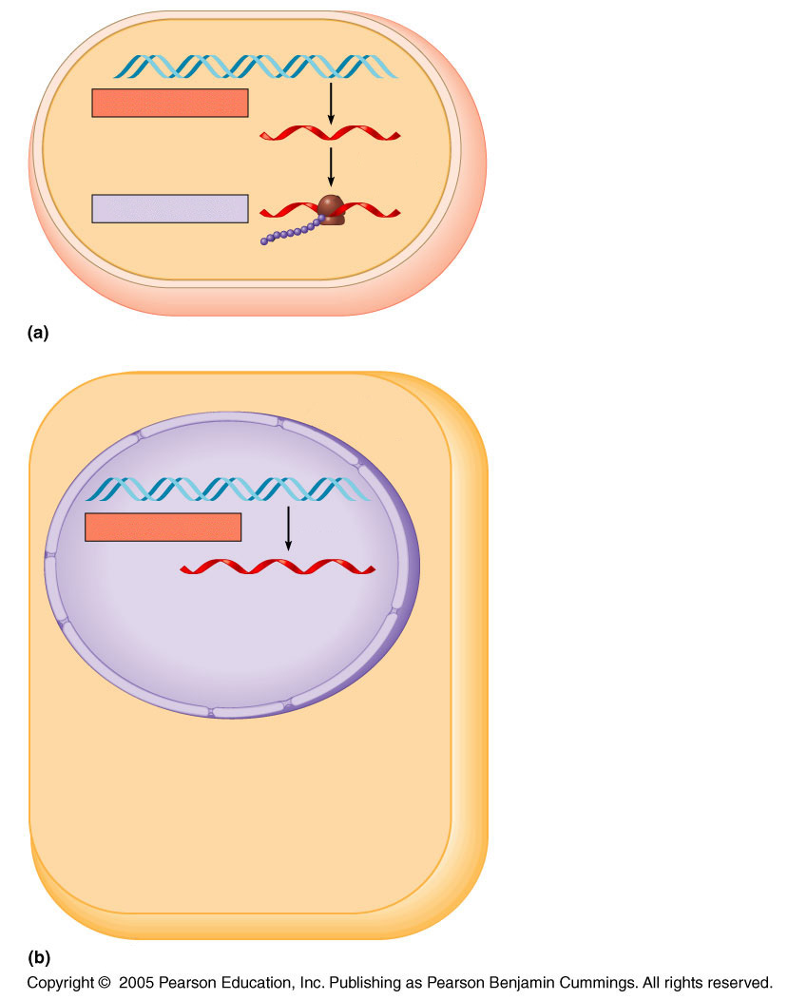 (a)
(b)
Copyright © 2005 Pearson Education, Inc. Publishing as Pearson Benjamin Cummings. All rights reserved.